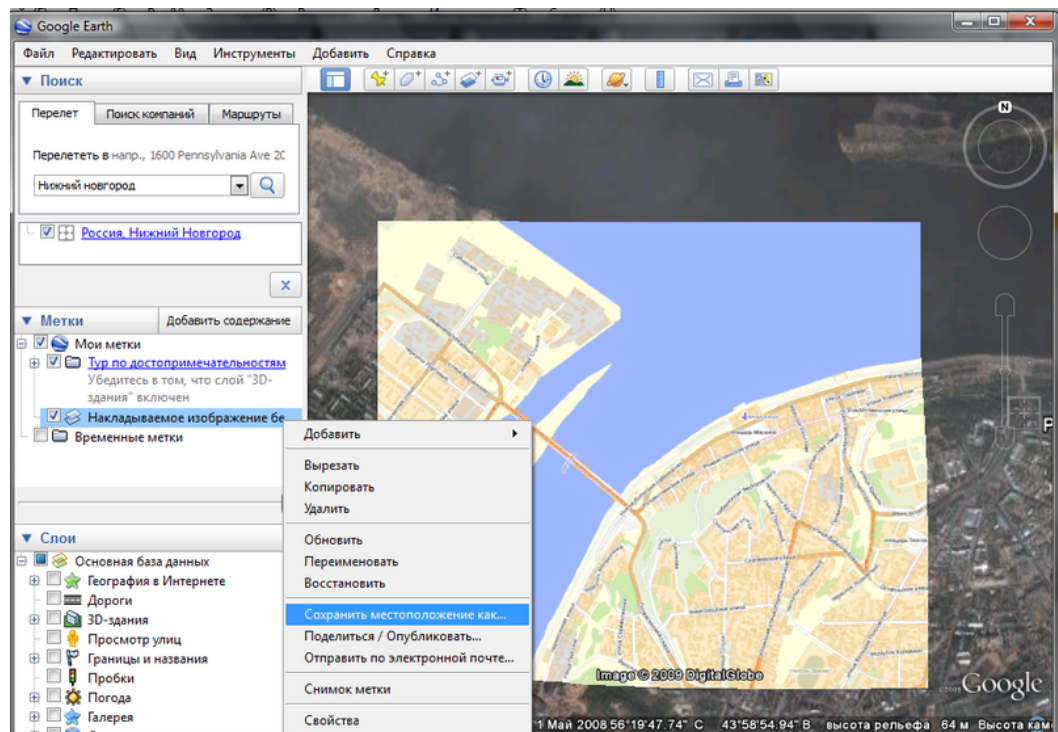 Google Earth
Файл Редактировать Вид Инструменты Добавить Справка
Поиск
Перелет Поиск компаний Маршруты
Перелететь в напр., 1600 Pennsylvania Ave 20
Нижний новгород
Россия, Нижний Новгород
Метки Добавить содержание
Мои метки
Тур по достопримечательностям
Убедитесь в том, что слой "3D-
здания" включен
Накладываемое изображение бе
Временные метки
Слои
Основная база данных
География в Интернете
Дороги
3D-здания
Просмотр улиц
Границы и названия
Пробки
Погода
Галерея
Добавить
Вырезать
Копировать
Удалить
Обновить
Переименовать
Восстановить
Сохранить местоположение как...
Поделиться / Опубликовать...
Отправить по электронной почте...
Снимок метки
Свойства
N
P
Image © 2009 DigitalGlobe
©2009 Google
1 Май 2008 56°19'47.74" С 43°58'54.94" В высота рельефа 64 м Высота кам